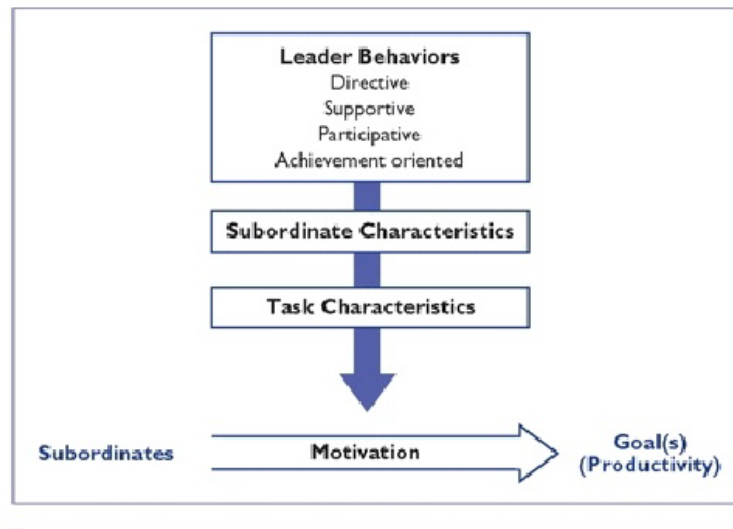 Leader Behaviors
Directive
Supportive
Participative
Achievement oriented
Subordinate Characteristics
Task Characteristics
Subordinates
Motivation
Goal(s)
(Productivity)